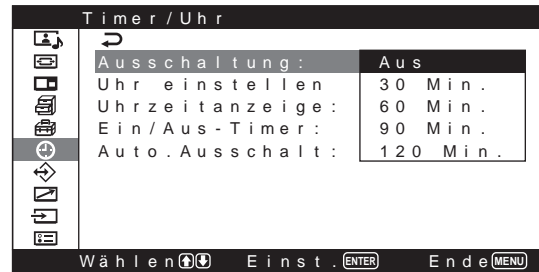 Timer/Uhr
Ausschaltung: Aus
Uhr einstellen 30 Min.
Uhrzeitanzeige: 60 Min.
Ein/Aus-Timer: 90 Min.
Auto.Ausschalt: 120 Min.
Wählen Einst. ENTER Ende MENU